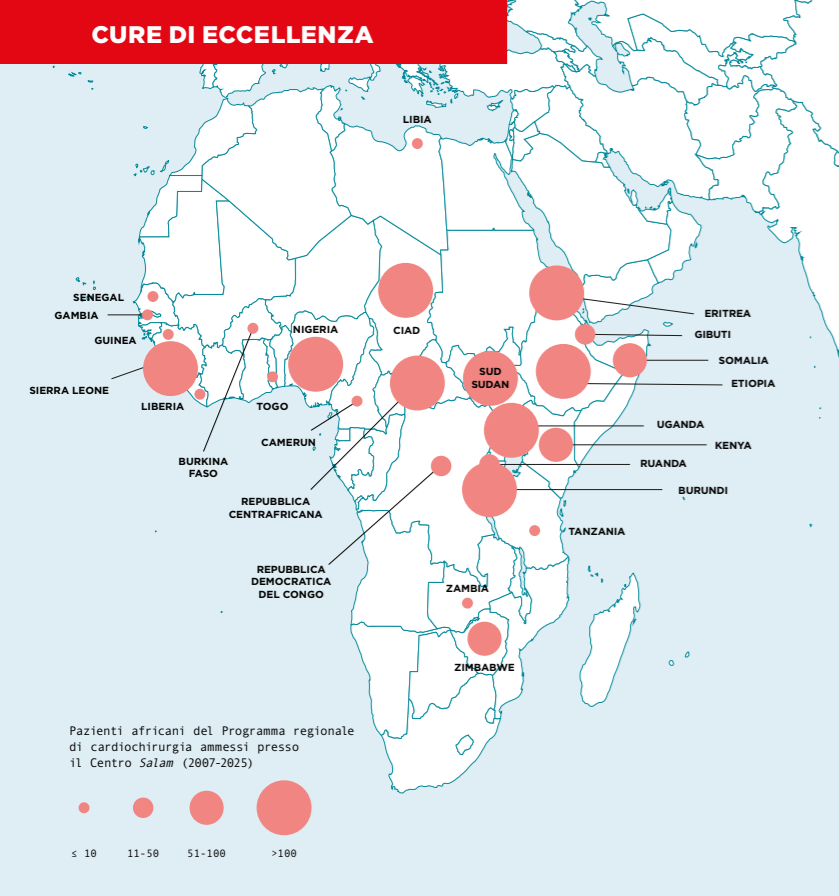 CURE DI ECCELLENZA
LIBIA
SENEGAL
GAMBIA
GUINEA
SIERRA LEONE
LIBERIA
BURKINA
FASO
TOGO
NIGERIA
CAMERUN
CIAD
REPUBBLICA
CENTRAFRICANA
REPUBBLICA
DEMOCRATICA
DEL CONGO
SUD
SUDAN
ERITREA
GIBUTI
SOMALIA
ETIOPIA
UGANDA
KENYA
RUANDA
BURUNDI
TANZANIA
ZAMBIA
ZIMBABWE
Pazienti africani del Programma regionale
di cardiochirurgia ammessi presso
il Centro Salam (2007-2025)
≤ 10
11-50
51-100
>100